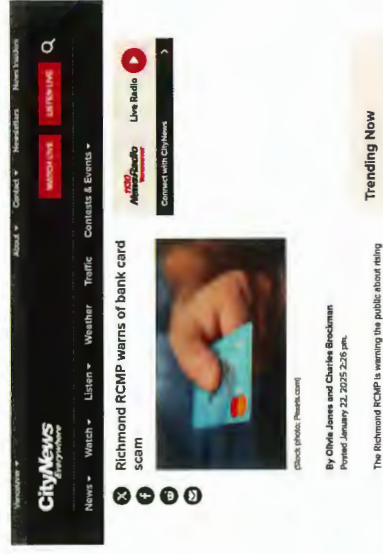 Vancouver
About
Contact
Newsletters
News Insiders
CityNews
Everywhere
WATCH LIVE
LISTEN LIVE
News
Watch
Listen
Weather
Traffic
Contests & Events
Richmond RCMP warns of bank card
scam
1130
NewsRadio
Vancouver
Live Radio
Connect with CityNews
(Stock photo: Pexels.com)
By Olivia Jones and Charles Brockman
Posted January 22, 2025 2:26 pm.
The Richmond RCMP is warning the public about rising
Trending Now